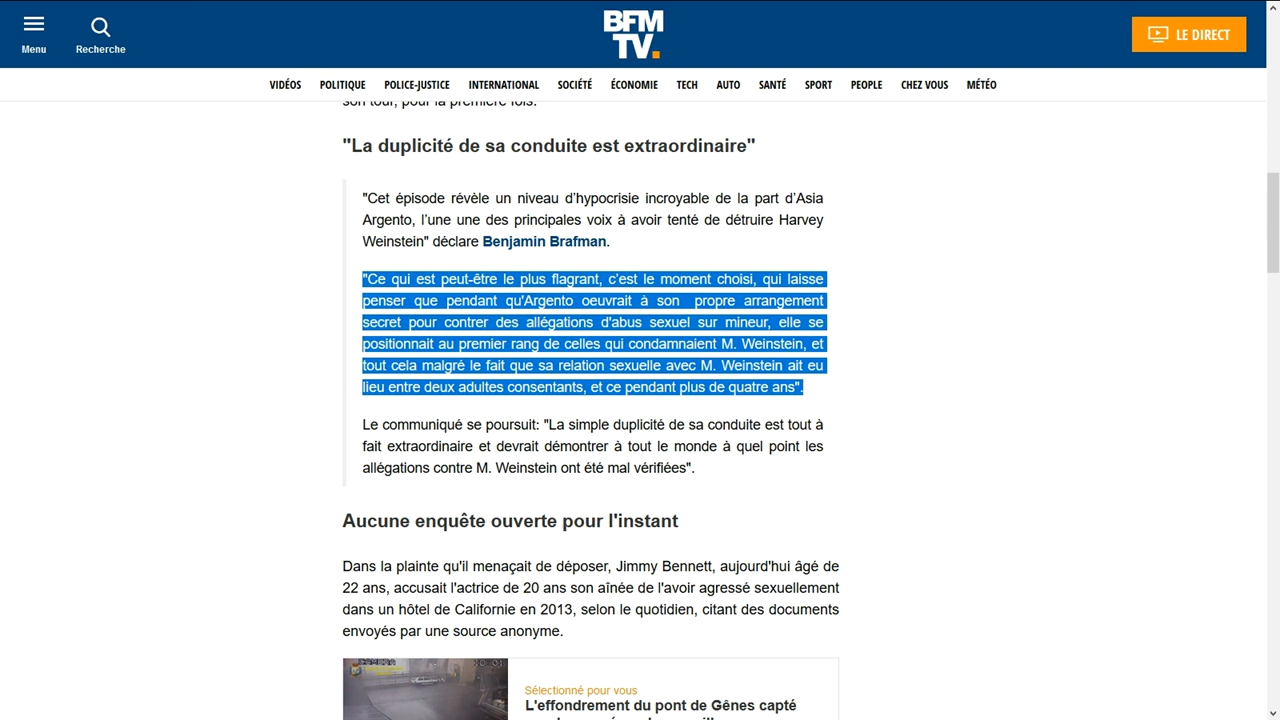 Menu
Recherche
BFM
TV.
LE DIRECT
VIDÉOS POLITIQUE POLICE-JUSTICE INTERNATIONAL SOCIÉTÉ ÉCONOMIE TECH AUTO SANTÉ SPORT PEOPLE CHEZ VOUS MÉTÉO
son tour, pour la première fois.
"La duplicité de sa conduite est extraordinaire"
"Cet épisode révèle un niveau d'hypocrisie incroyable de la part d'Asia
Argento, l'une une des principales voix à avoir tenté de détruire Harvey
Weinstein" déclare Benjamin Brafman.
"Ce qui est peut-être le plus flagrant, c'est le moment choisi, qui laisse
penser que pendant qu'Argento oeuvrait à son propre arrangement
secret pour contrer des allégations d'abus sexuel sur mineur, elle se
positionnait au premier rang de celles qui condamnaient M. Weinstein, et
tout cela malgré le fait que sa relation sexuelle avec M. Weinstein ait eu
lieu entre deux adultes consentants, et ce pendant plus de quatre ans".
Le communiqué se poursuit: "La simple duplicité de sa conduite est tout à
fait extraordinaire et devrait démontrer à tout le monde à quel point les
allégations contre M. Weinstein ont été mal vérifiées".
Aucune enquête ouverte pour l'instant
Dans la plainte qu'il menaçait de déposer, Jimmy Bennett, aujourd'hui âgé de
22 ans, accusait l'actrice de 20 ans son aînée de l'avoir agressé sexuellement
dans un hôtel de Californie en 2013, selon le quotidien, citant des documents
envoyés par une source anonyme.
Sélectionné pour vous
L'effondrement du pont de Gênes capté